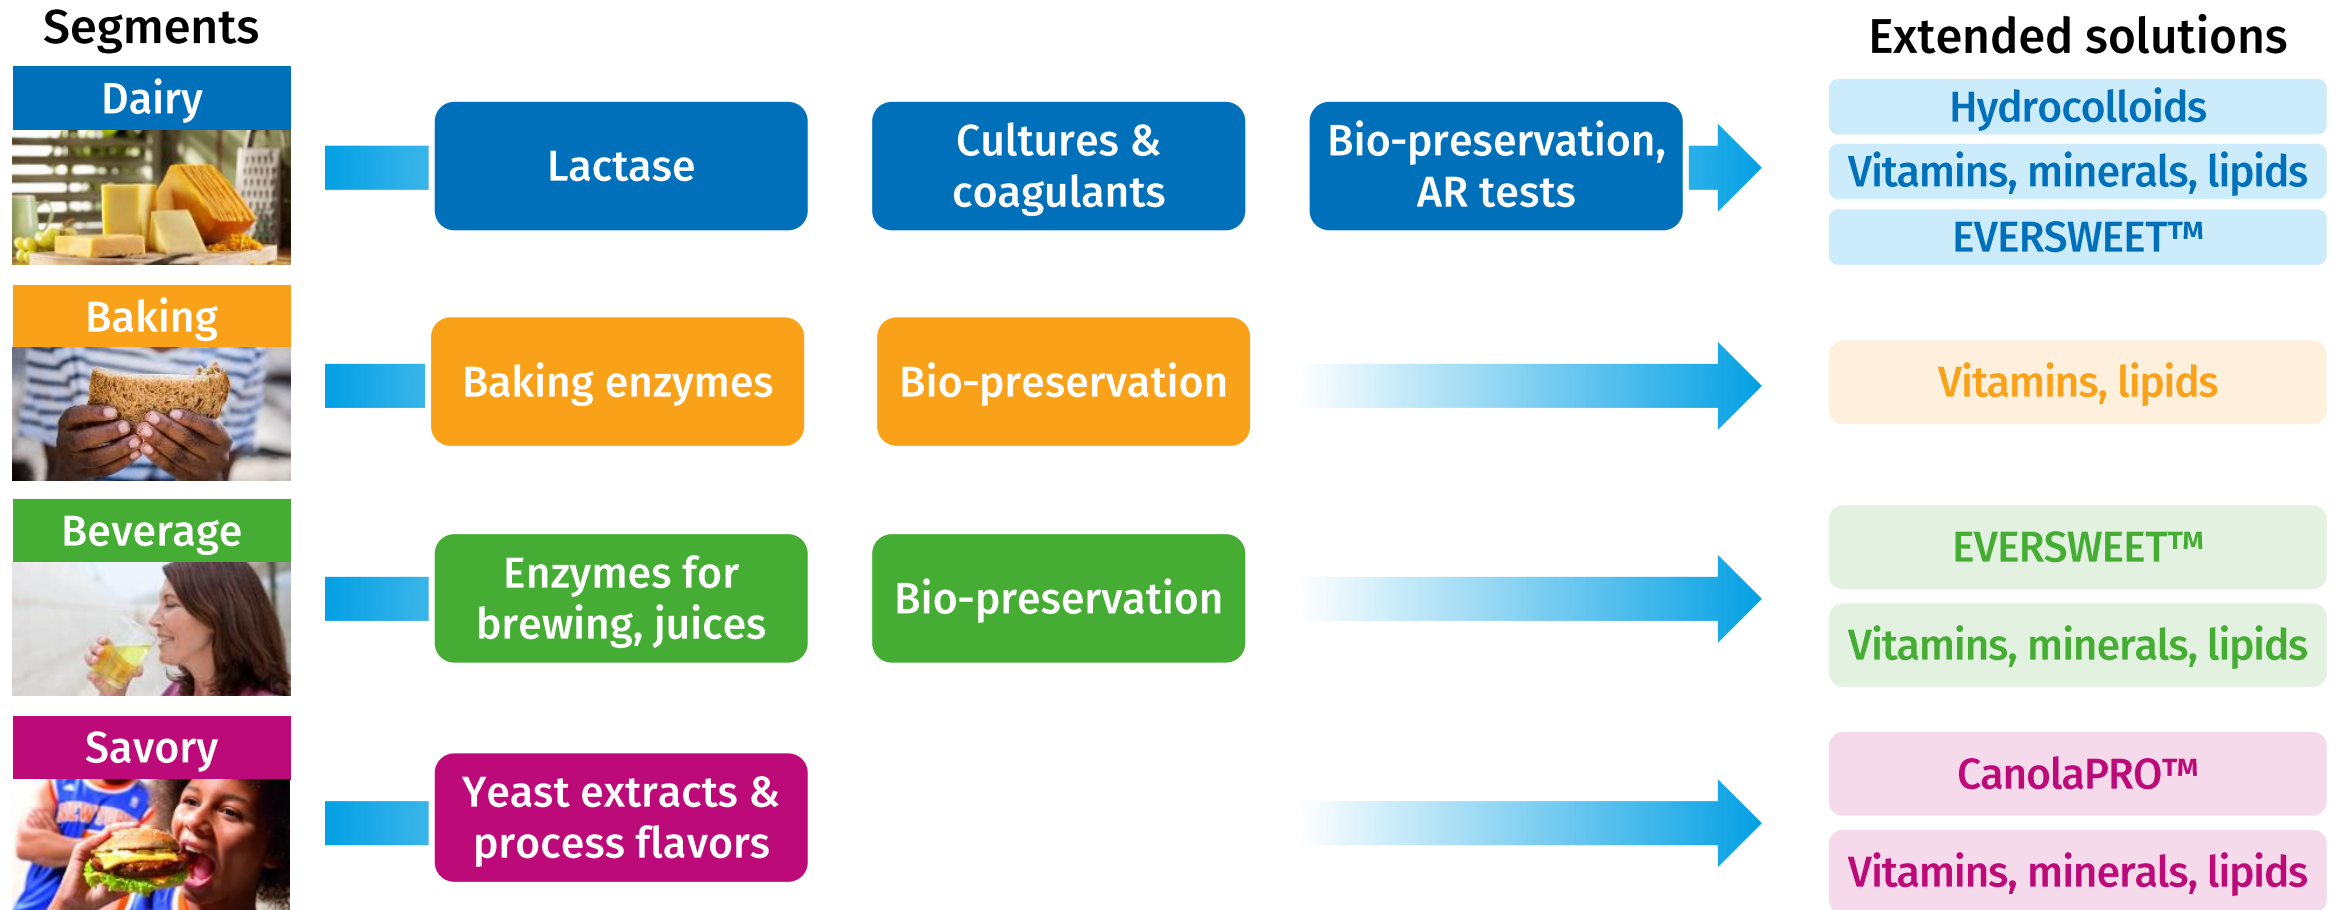 Segments
Extended solutions
Dairy
Lactase
Cultures &
coagulants
Bio-preservation,
AR tests
Hydrocolloids
Vitamins, minerals, lipids
EVERSWEET™
Baking
Baking enzymes
Bio-preservation
Vitamins, lipids
Beverage
Enzymes for
brewing, juices
Bio-preservation
EVERSWEET™
Vitamins, minerals, lipids
Savory
Yeast extracts &
process flavors
CanolaPRO™
Vitamins, minerals, lipids